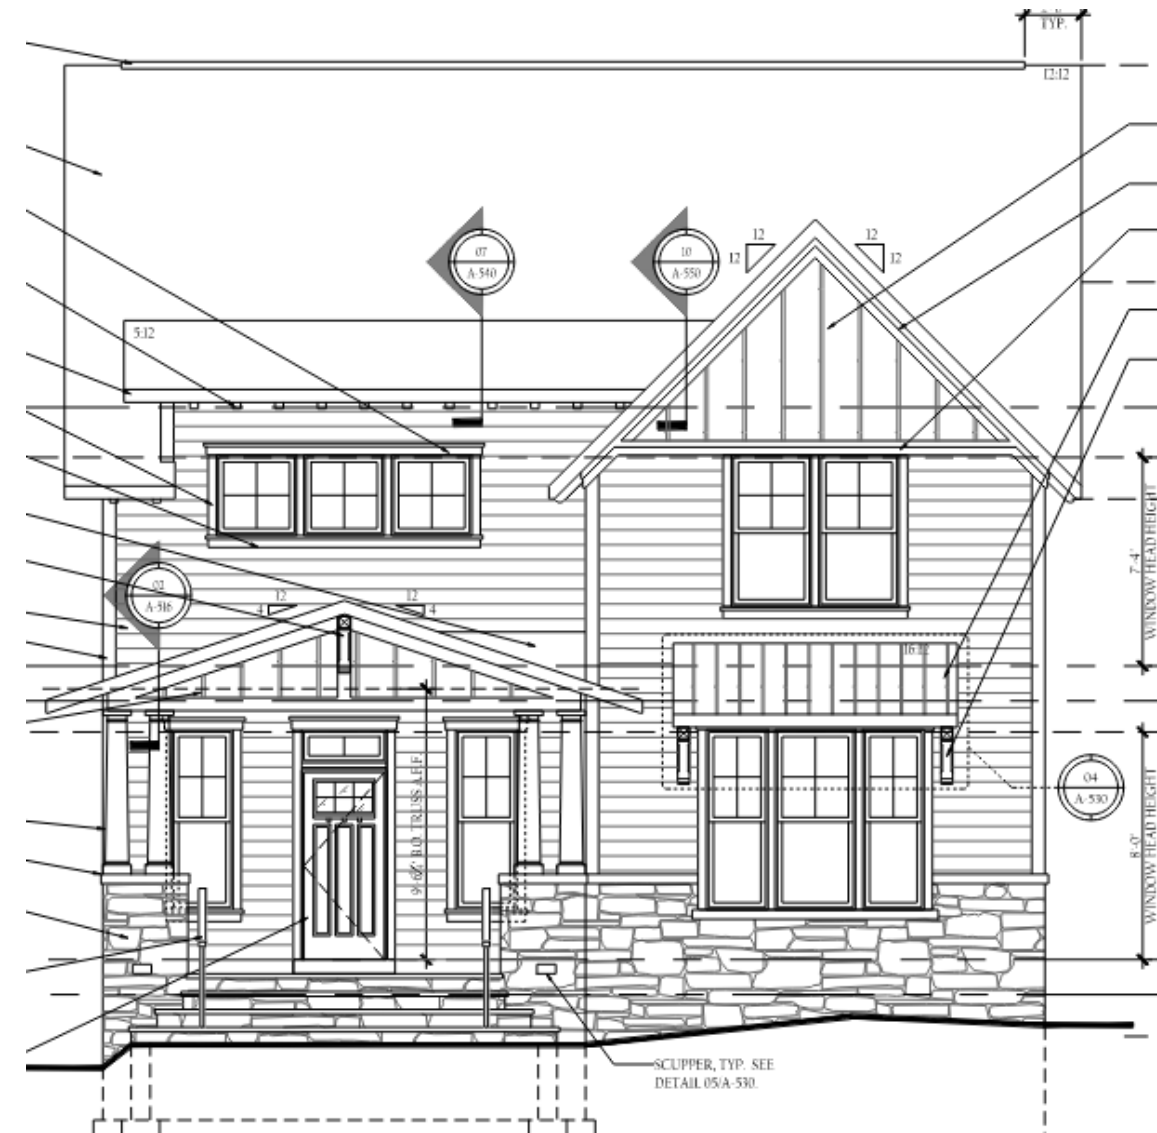 TYP.
12:12
12
12
12
12
07
A-540
10
A-550
5:12
02
A-516
12
4
12
4
16:12
7'-4"
WINDOW HEAD HEIGHT
B.O. TRUSS A.F.F.
04
A-530
8'-0"
WINDOW HEAD HEIGHT
SCUPPER, TYP. SEE
DETAIL 05/A-530.